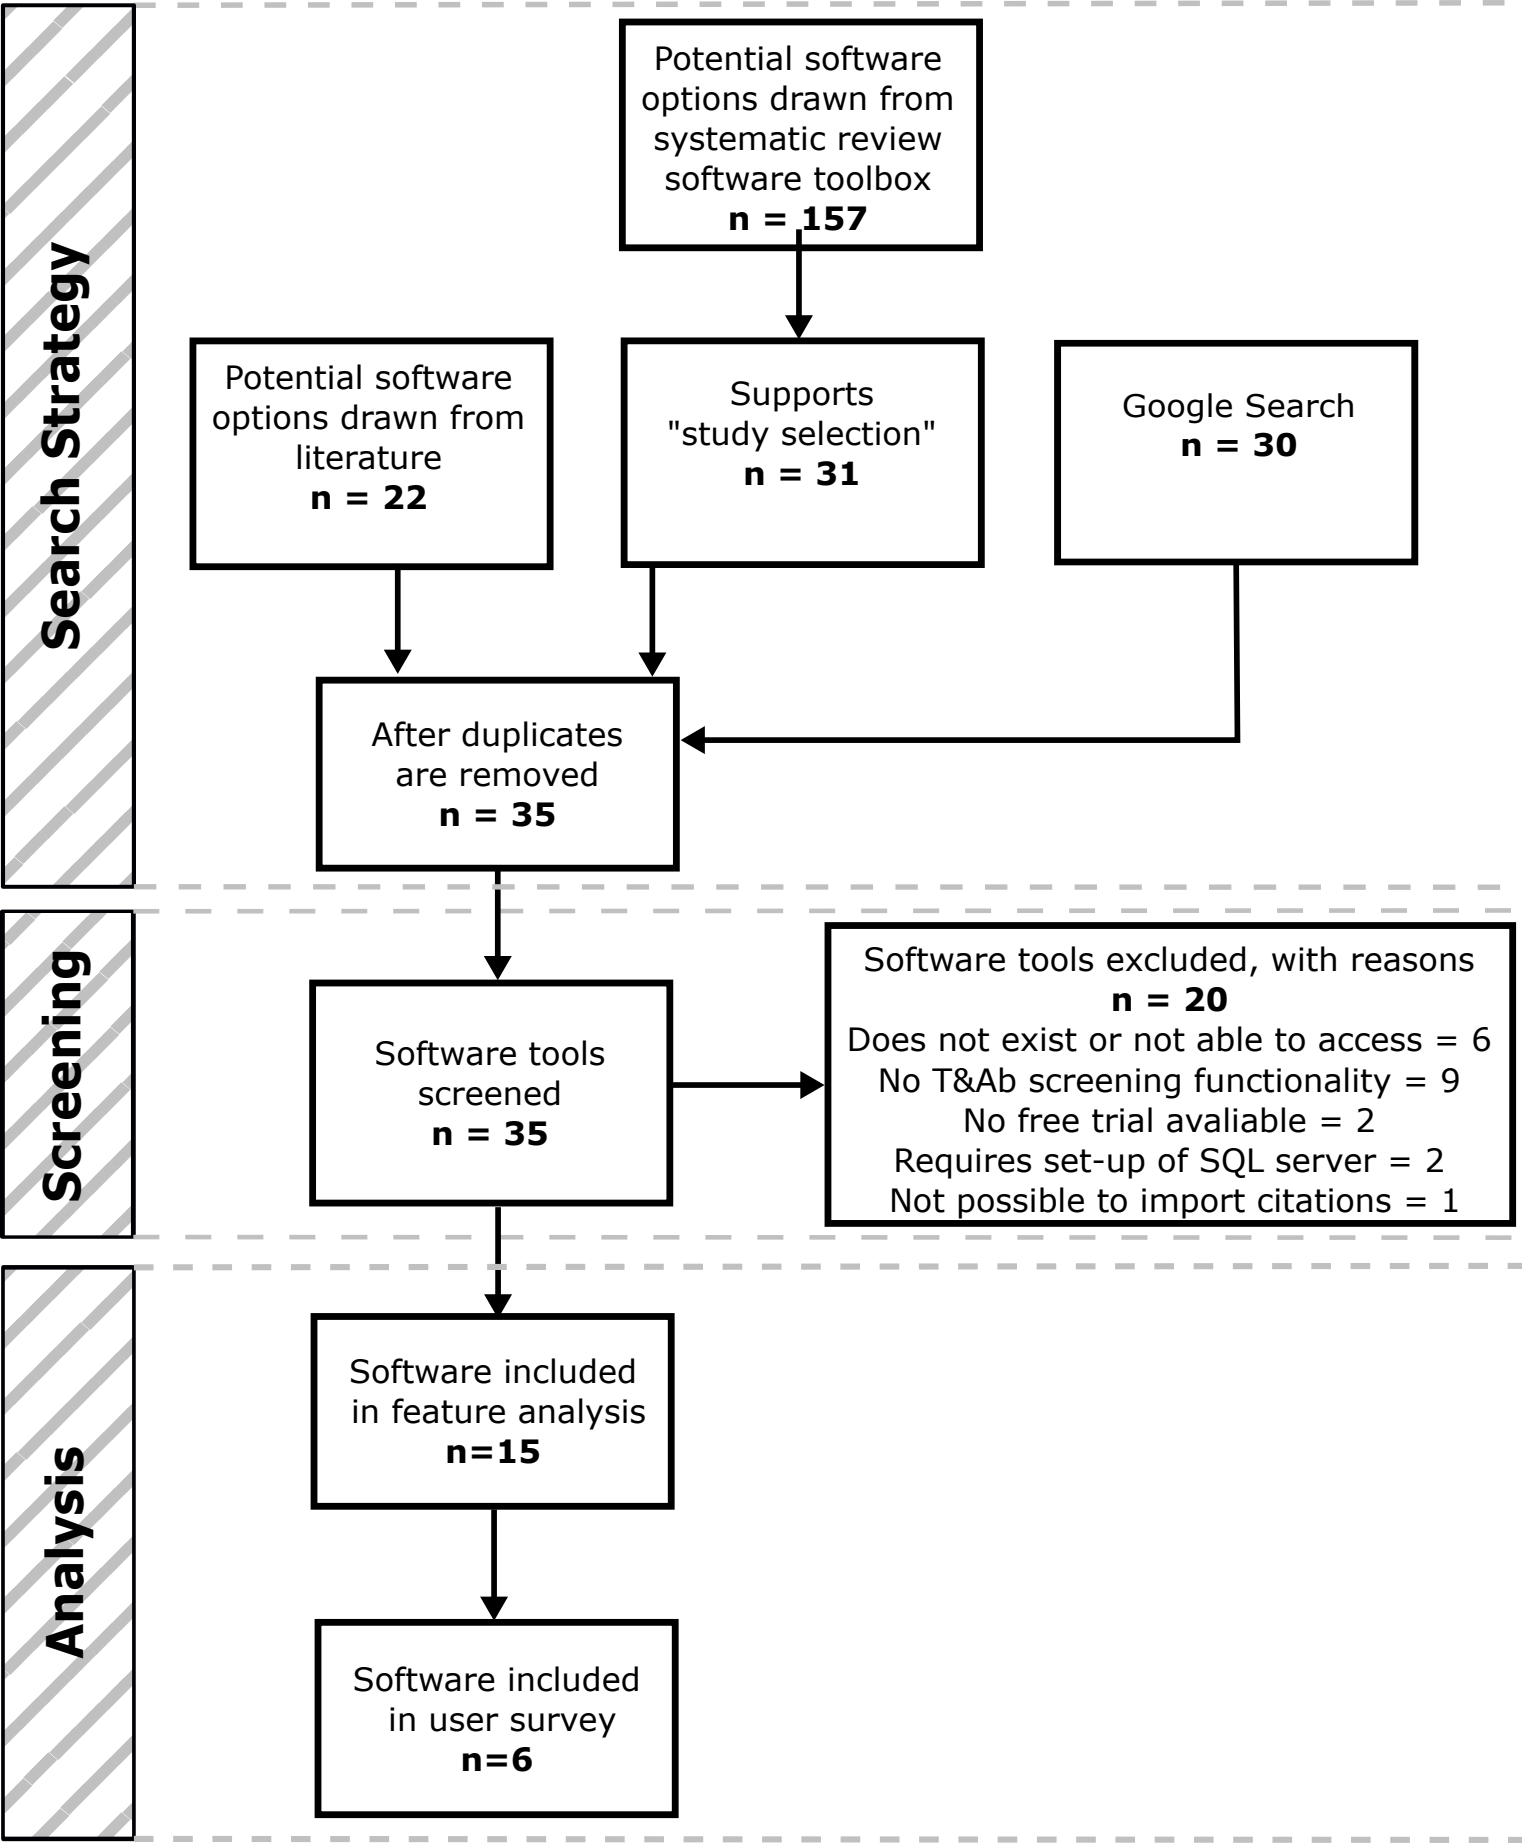 Search Strategy
Potential software
options drawn from
systematic review
software toolbox
n = 157
Potential software
options drawn from
literature
n = 22
Supports
"study selection"
n = 31
Google Search
n = 30
After duplicates
are removed
n = 35
Screening
Software tools
screened
n = 35
Software tools excluded, with reasons
n = 20
Does not exist or not able to access = 6
No T&Ab screening functionality = 9
No free trial avaliable = 2
Requires set-up of SQL server = 2
Not possible to import citations = 1
Analysis
Software included
in feature analysis
n=15
Software included
in user survey
n=6